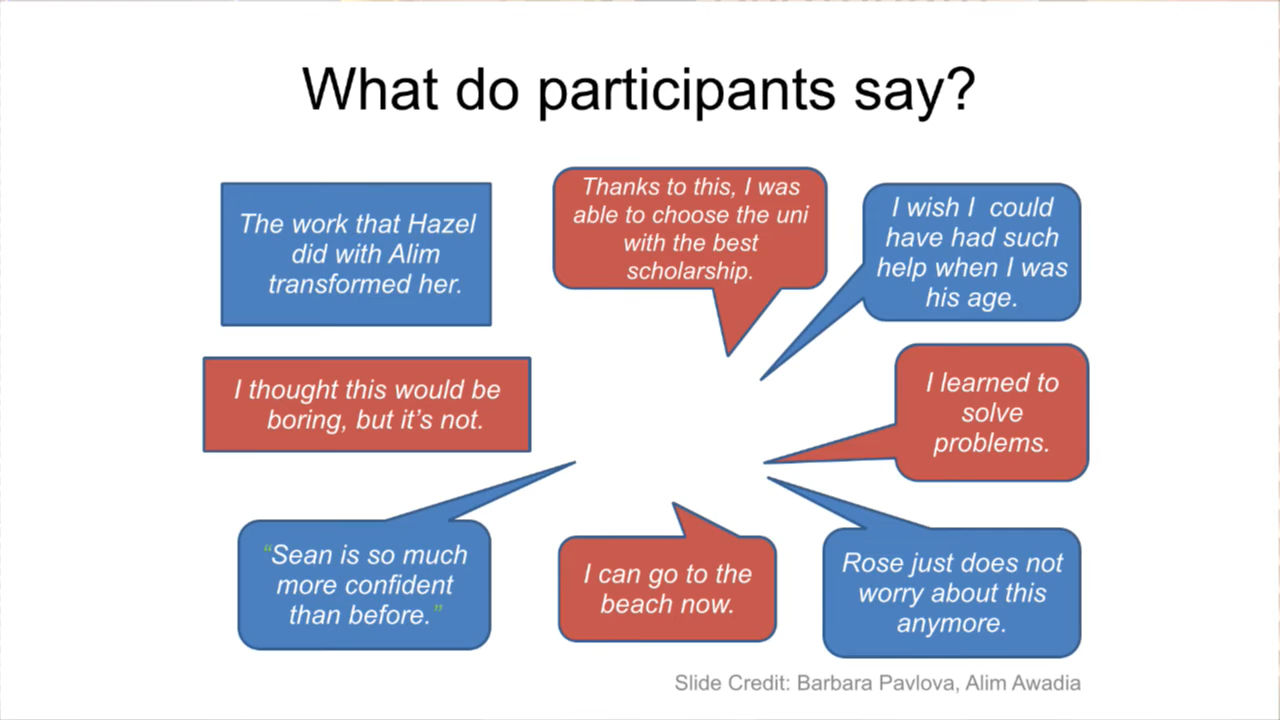 What do participants say?
The work that Hazel
did with Alim
transformed her.
Thanks to this, I was
able to choose the uni
with the best
scholarship.
I wish I could
have had such
help when I was
his age.
I thought this would be
boring, but it's not.
I learned to
solve
problems.
"Sean is so much
more confident
than before."
I can go to the
beach now.
Rose just does not
worry about this
anymore.
Slide Credit: Barbara Pavlova, Alim Awadia